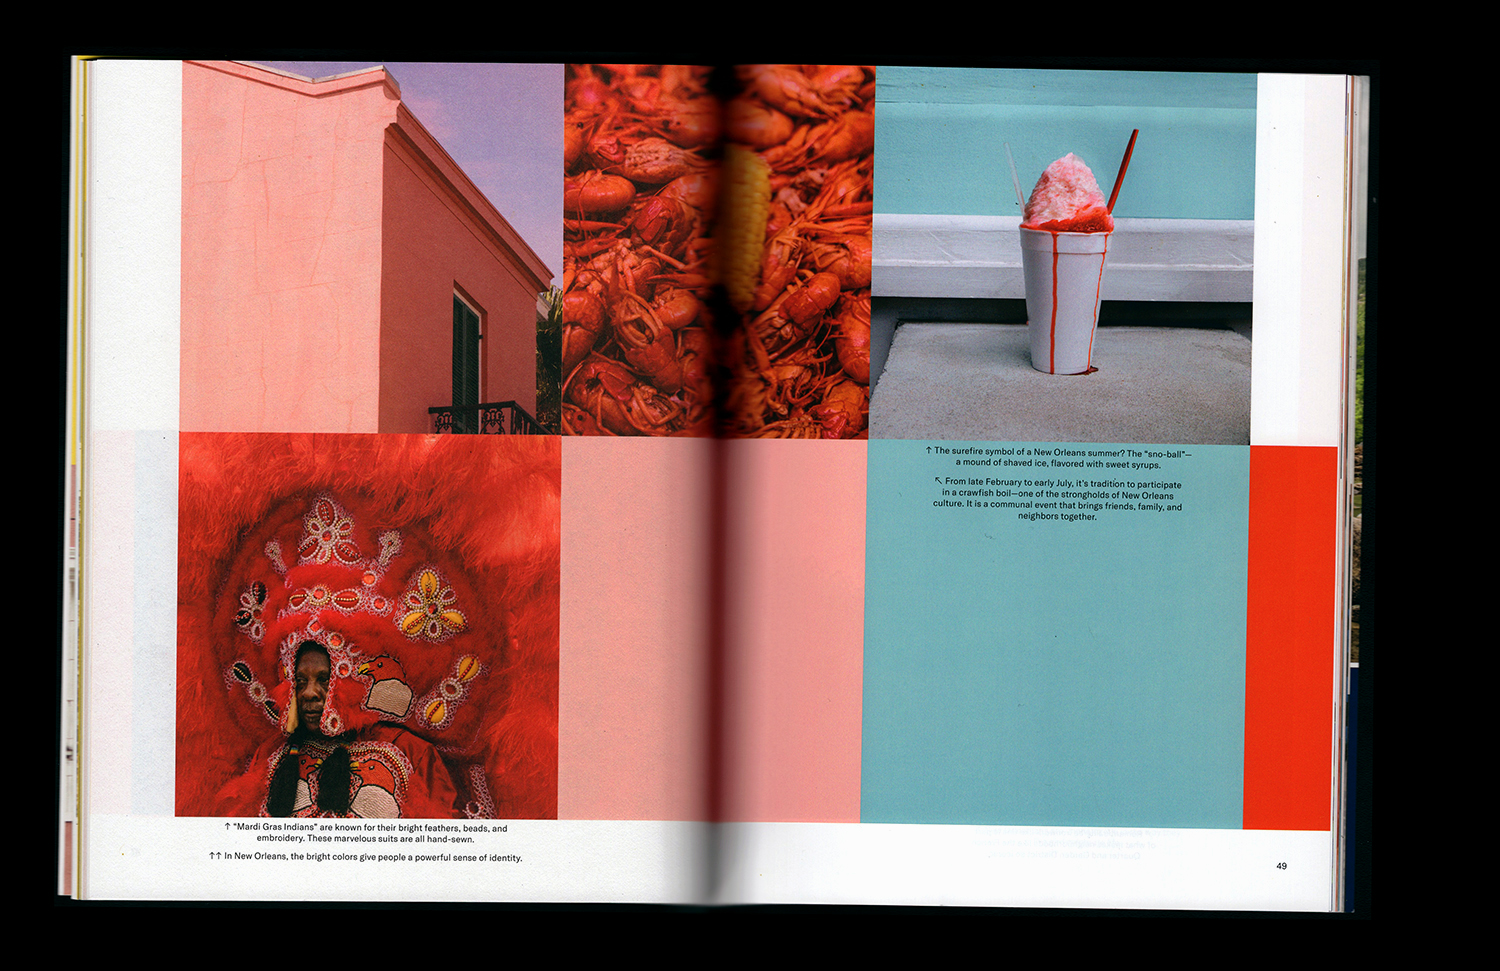 ↑ The surefire symbol of a New Orleans summer? The “sno-ball”—
a mound of shaved ice, flavored with sweet syrups.
↖ From late February to early July, it’s tradition to participate
in a crawfish boil—one of the strongholds of New Orleans
culture. It is a communal event that brings friends, family, and
neighbors together.
↑ “Mardi Gras Indians” are known for their bright feathers, beads, and
embroidery. These marvelous suits are all hand-sewn.
↑↑ In New Orleans, the bright colors give people a powerful sense of identity.
49